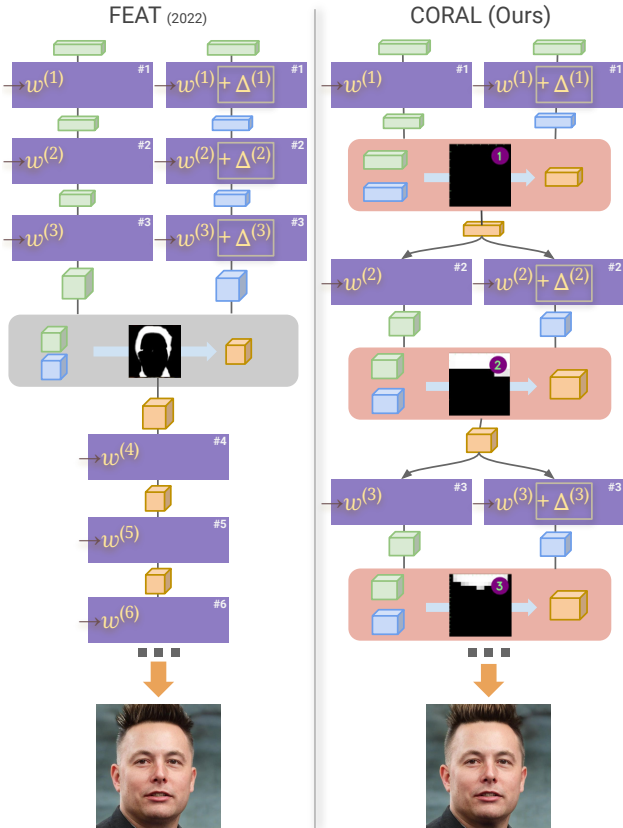 FEAT (2022)
#1 #1
→w⁽¹⁾ →w⁽¹⁾ + Δ⁽¹⁾
#2 #2
→w⁽²⁾ →w⁽²⁾ + Δ⁽²⁾
#3 #3
→w⁽³⁾ →w⁽³⁾ + Δ⁽³⁾
#4
→w⁽⁴⁾
#5
→w⁽⁵⁾
#6
→w⁽⁶⁾
CORAL (Ours)
#1 #1
→w⁽¹⁾ →w⁽¹⁾ + Δ⁽¹⁾
1
#2 #2
→w⁽²⁾ →w⁽²⁾ + Δ⁽²⁾
2
#3 #3
→w⁽³⁾ →w⁽³⁾ + Δ⁽³⁾
3